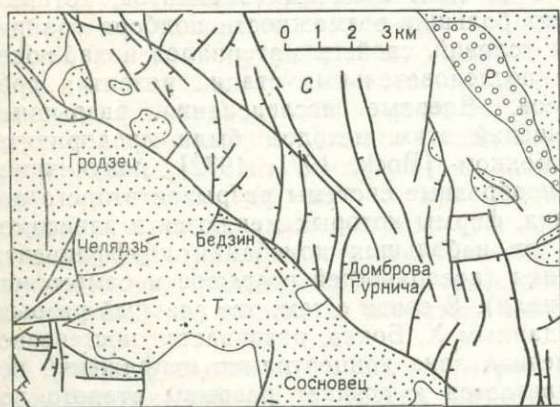 0 1 2 3 км
С
Р
Гродзец
Челядзь
Бедзин
Домброва
Гурнича
Т
Сосновец